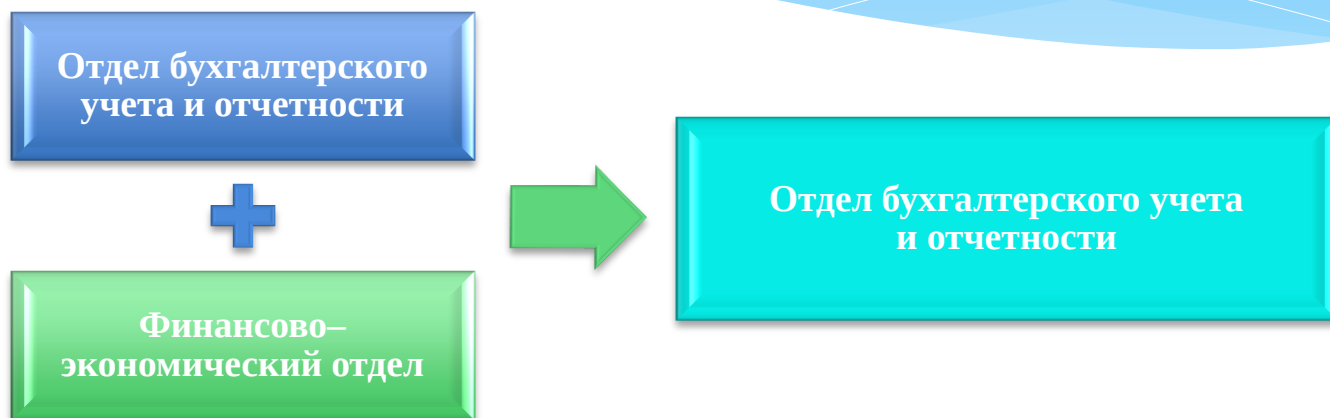 Отдел бухгалтерского
учета и отчетности
Финансово–
экономический отдел
Отдел бухгалтерского учета
и отчетности